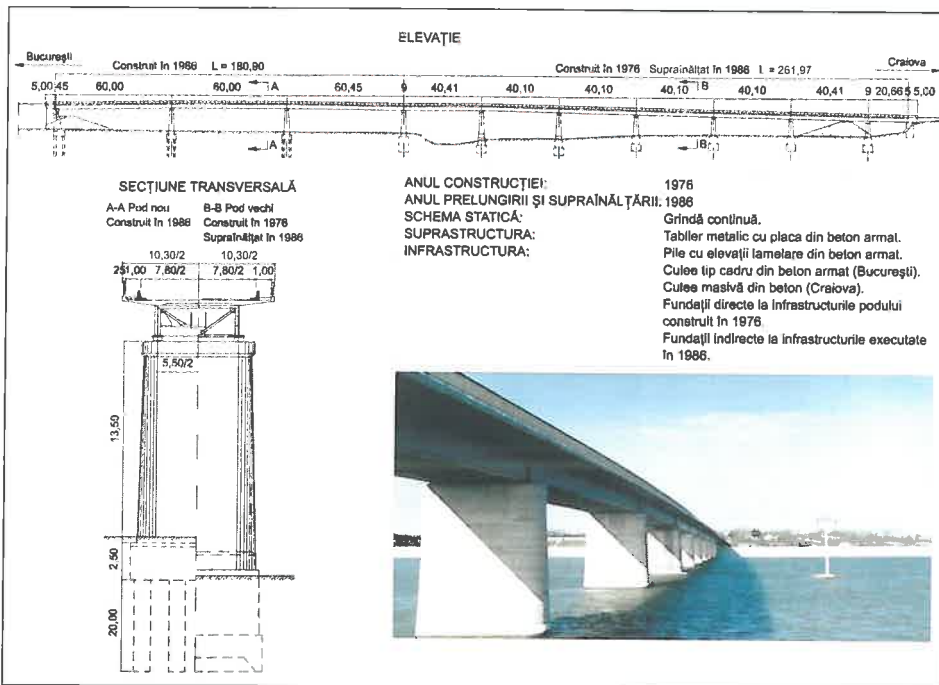 ELEVAȚIE
București
Craiova
Construit în 1986 L = 180,90
Construit în 1976 Supraînălțat în 1986 l = 261,97
5,00,45 60,00 60,00 A 60,45 9 40,41 40,10 40,10 40,10 B 40,10 40,41 9 20,66 5 5,00
A B
SECȚIUNE TRANSVERSALĂ
A-A Pod nou B-B Pod vechi
Construit în 1986 Construit în 1976
Supraînălțat în 1986
10,30/2 10,30/2
25 1,00 7,80/2 7,80/2 1,00
5,50/2
13,50
2,50
20,00
ANUL CONSTRUCȚIEI: 1976
ANUL PRELUNGIRII ȘI SUPRAÎNĂLȚĂRII: 1986
SCHEMA STATICĂ: Grindă continuă.
SUPRASTRUCTURA: Tablier metalic cu placa din beton armat.
INFRASTRUCTURA: Pile cu elevații lamelare din beton armat.
Culee tip cadru din beton armat (București).
Culee masivă din beton (Craiova).
Fundații directe la infrastructurile podului
construit în 1976.
Fundații indirecte la infrastructurile executate
în 1986.